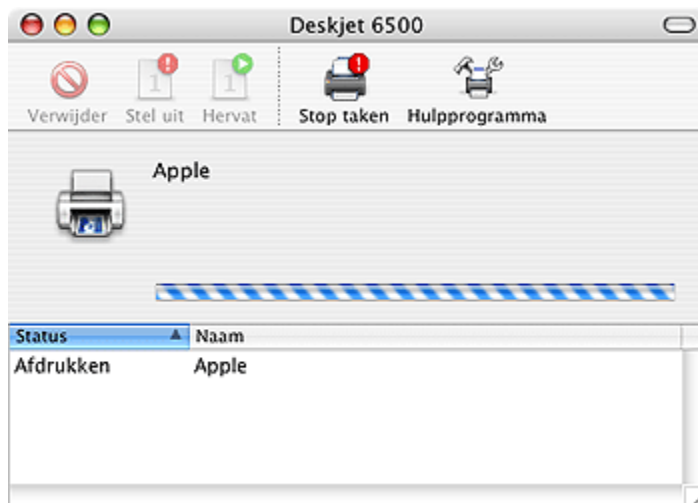 Deskjet 6500
Verwijder Stel uit Hervat Stop taken Hulpprogramma
Apple
Status Naam
Afdrukken Apple